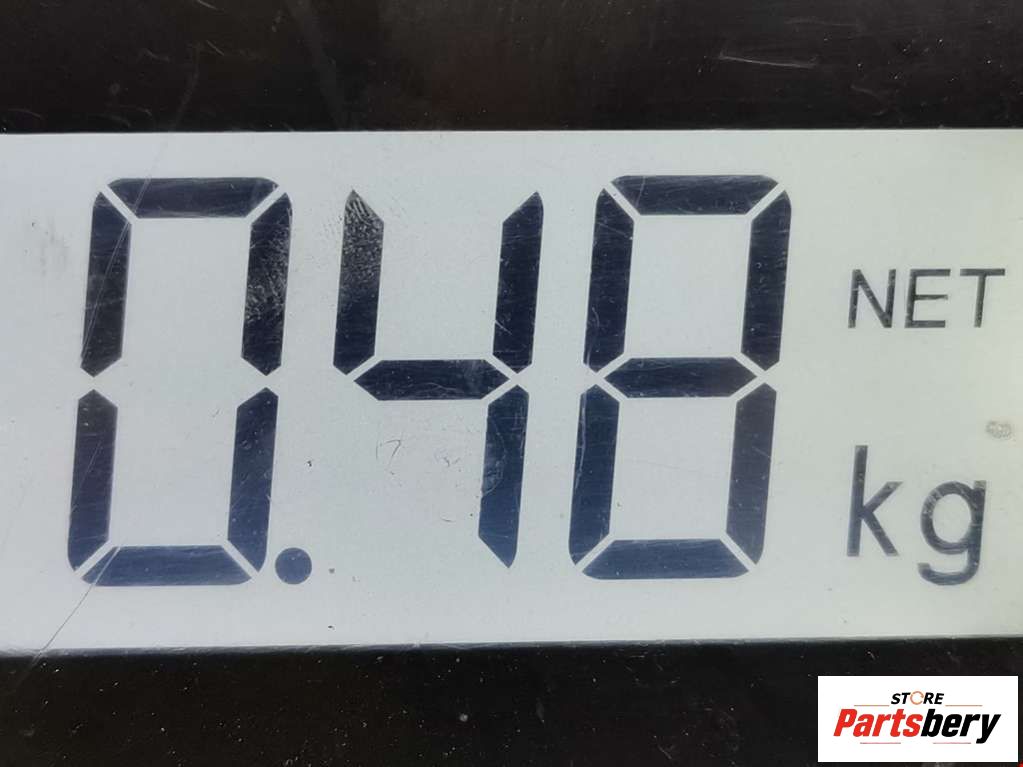 0.48
NET
kg
STORE
Partsbery